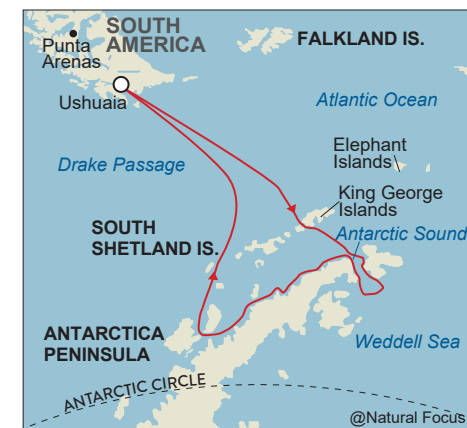 SOUTH
AMERICA
Punta
Arenas
FALKLAND IS.
Ushuaia
Atlantic Ocean
Drake Passage
Elephant
Islands
King George
Islands
SOUTH
SHETLAND IS.
Antarctic Sound
ANTARCTICA
PENINSULA
Weddell Sea
ANTARCTIC CIRCLE
@Natural Focus